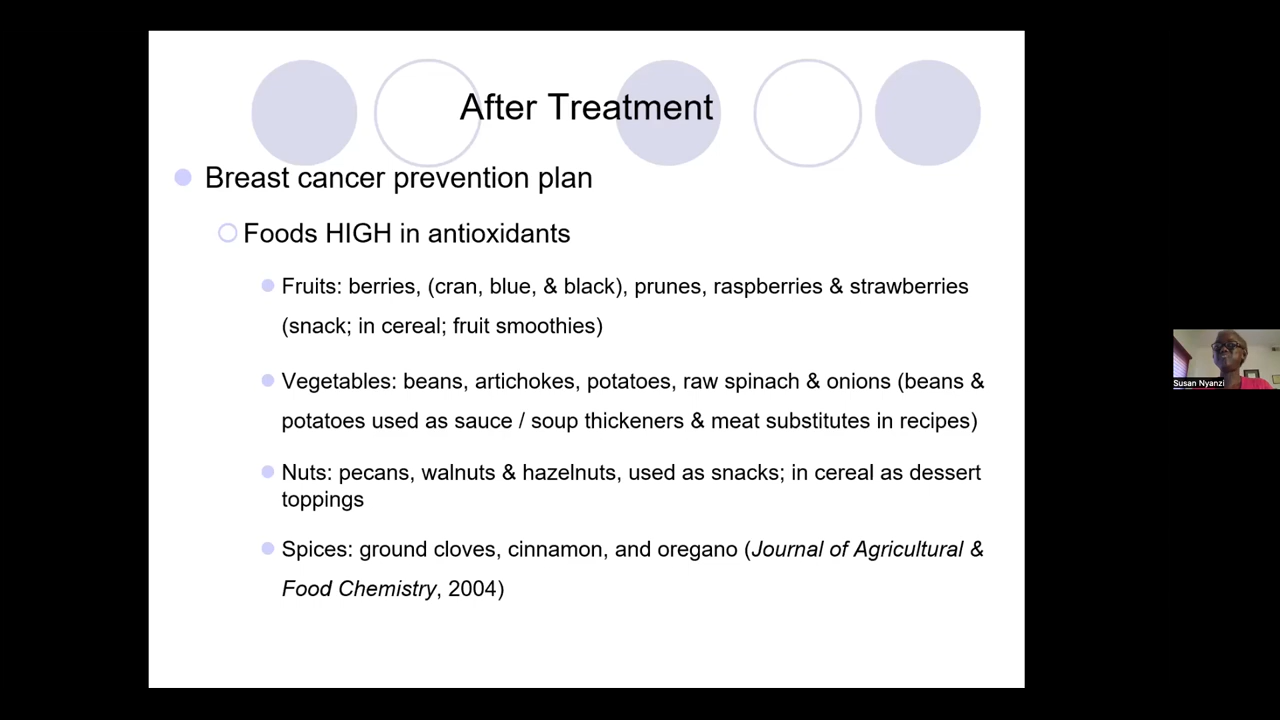 After Treatment
Breast cancer prevention plan
Foods HIGH in antioxidants
Fruits: berries, (cran, blue, & black), prunes, raspberries & strawberries
(snack; in cereal; fruit smoothies)
Vegetables: beans, artichokes, potatoes, raw spinach & onions (beans &
potatoes used as sauce / soup thickeners & meat substitutes in recipes)
Nuts: pecans, walnuts & hazelnuts, used as snacks; in cereal as dessert
toppings
Spices: ground cloves, cinnamon, and oregano (Journal of Agricultural &
Food Chemistry, 2004)
Susan Nyanzi